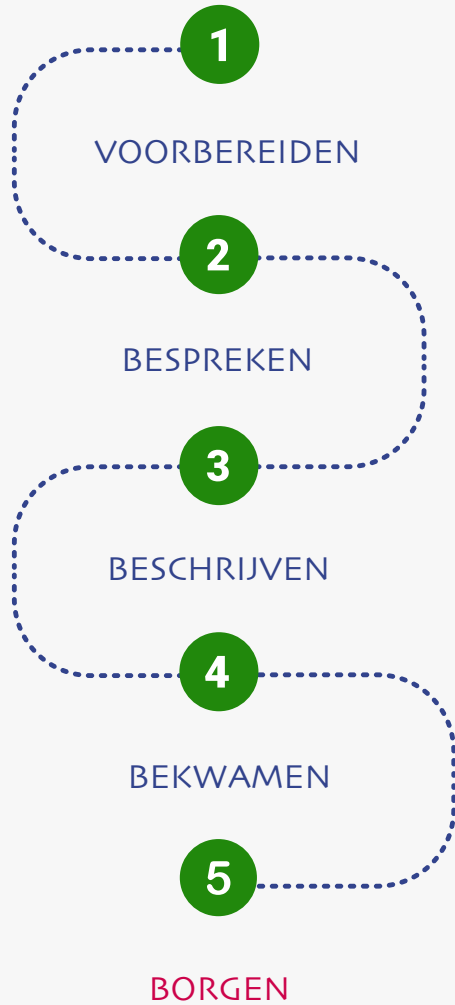 1
VOORBEREIDEN
2
BESPREKEN
3
BESCHRIJVEN
4
BEKWAMEN
5
BORGEN